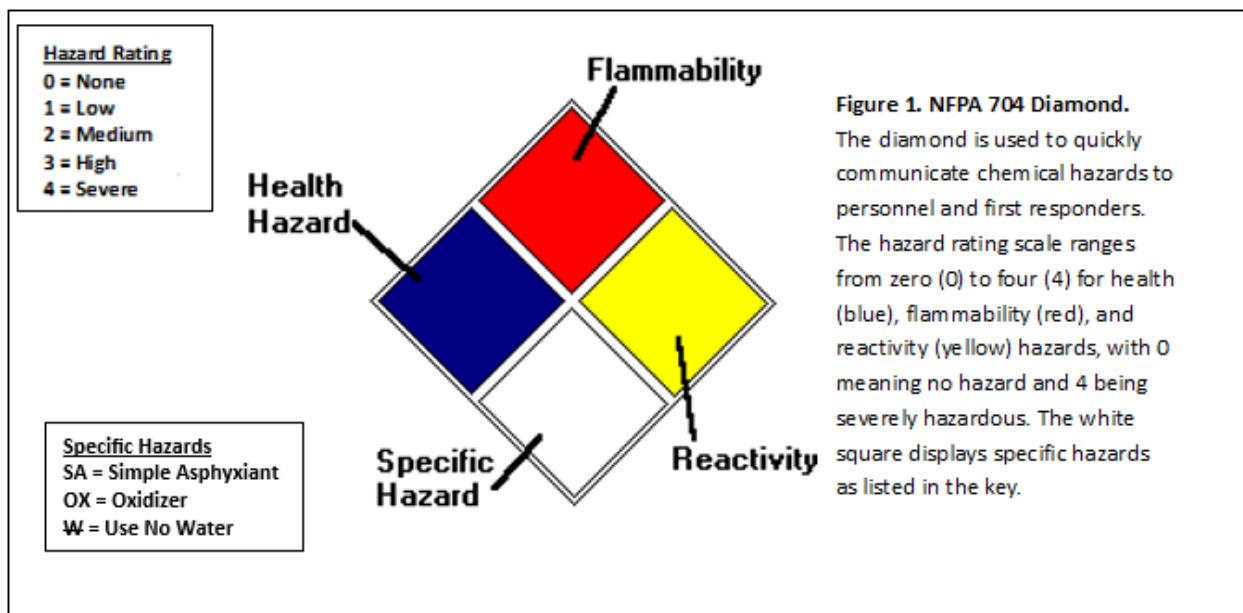 Hazard Rating
0 = None
1 = Low
2 = Medium
3 = High
4 = Severe
Flammability
Health
Hazard
Specific
Hazard
Reactivity
Specific Hazards
SA = Simple Asphyxiant
OX = Oxidizer
W = Use No Water
Figure 1. NFPA 704 Diamond.
The diamond is used to quickly
communicate chemical hazards to
personnel and first responders.
The hazard rating scale ranges
from zero (0) to four (4) for health
(blue), flammability (red), and
reactivity (yellow) hazards, with 0
meaning no hazard and 4 being
severely hazardous. The white
square displays specific hazards
as listed in the key.